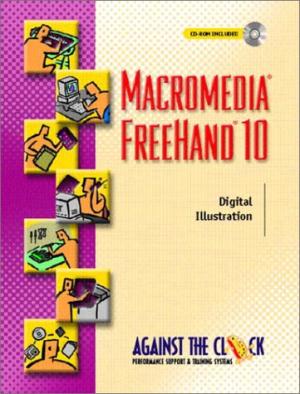 CD-ROM INCLUDED
MACROMEDIA®
FREEHAND® 10
Digital
Illustration
AGAINST THE CLOCK
PERFORMANCE SUPPORT & TRAINING SYSTEMS